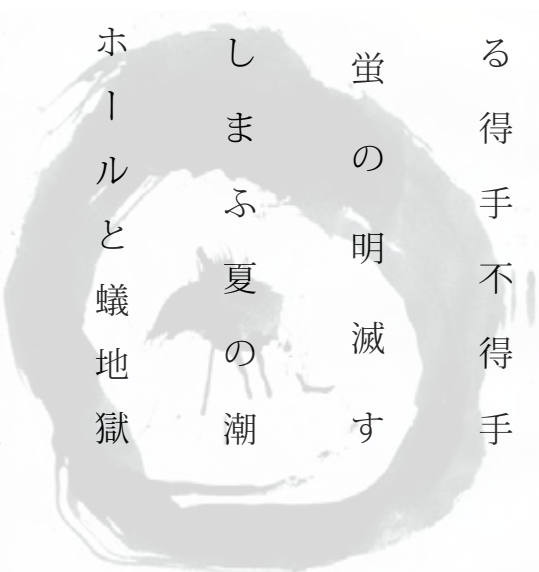 る得手不得手
蛍の明滅す
しまふ夏の潮
ホールと蟻地獄